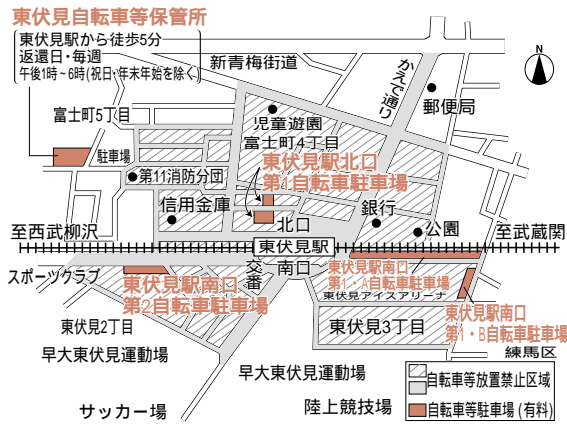 東伏見自転車等保管所
東伏見駅から徒歩5分
返還日・毎週
午後1時～6時(祝日・年末年始を除く)
新青梅街道
かえで通り
N
郵便局
富士町5丁目
児童遊園
富士町4丁目
駐車場
東伏見駅北口
第1自転車駐車場
第11消防分団
信用金庫
銀行
公園
北口
至西武柳沢
東伏見駅
至武蔵関
スポーツクラブ
交番
南口
東伏見駅南口
第1・A自転車駐車場
東伏見アイスアリーナ
東伏見駅南口
第2自転車駐車場
東伏見駅南口
第1・B自転車駐車場
東伏見2丁目
東伏見3丁目
練馬区
早大東伏見運動場
早大東伏見運動場
サッカー場
陸上競技場
自転車等放置禁止区域
自転車等駐車場(有料)